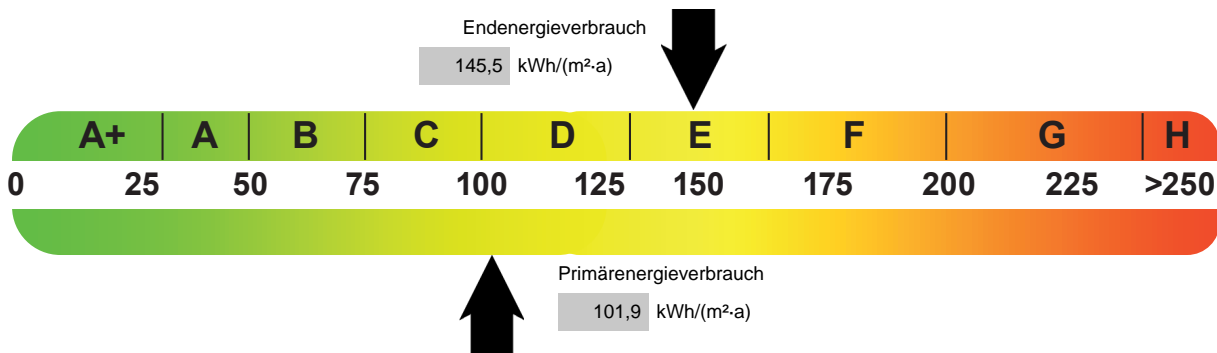 Endenergieverbrauch
145,5 kWh/(m²·a)
A+ A B C D E F G H
0 25 50 75 100 125 150 175 200 225 >250
Primärenergieverbrauch
101,9 kWh/(m²·a)